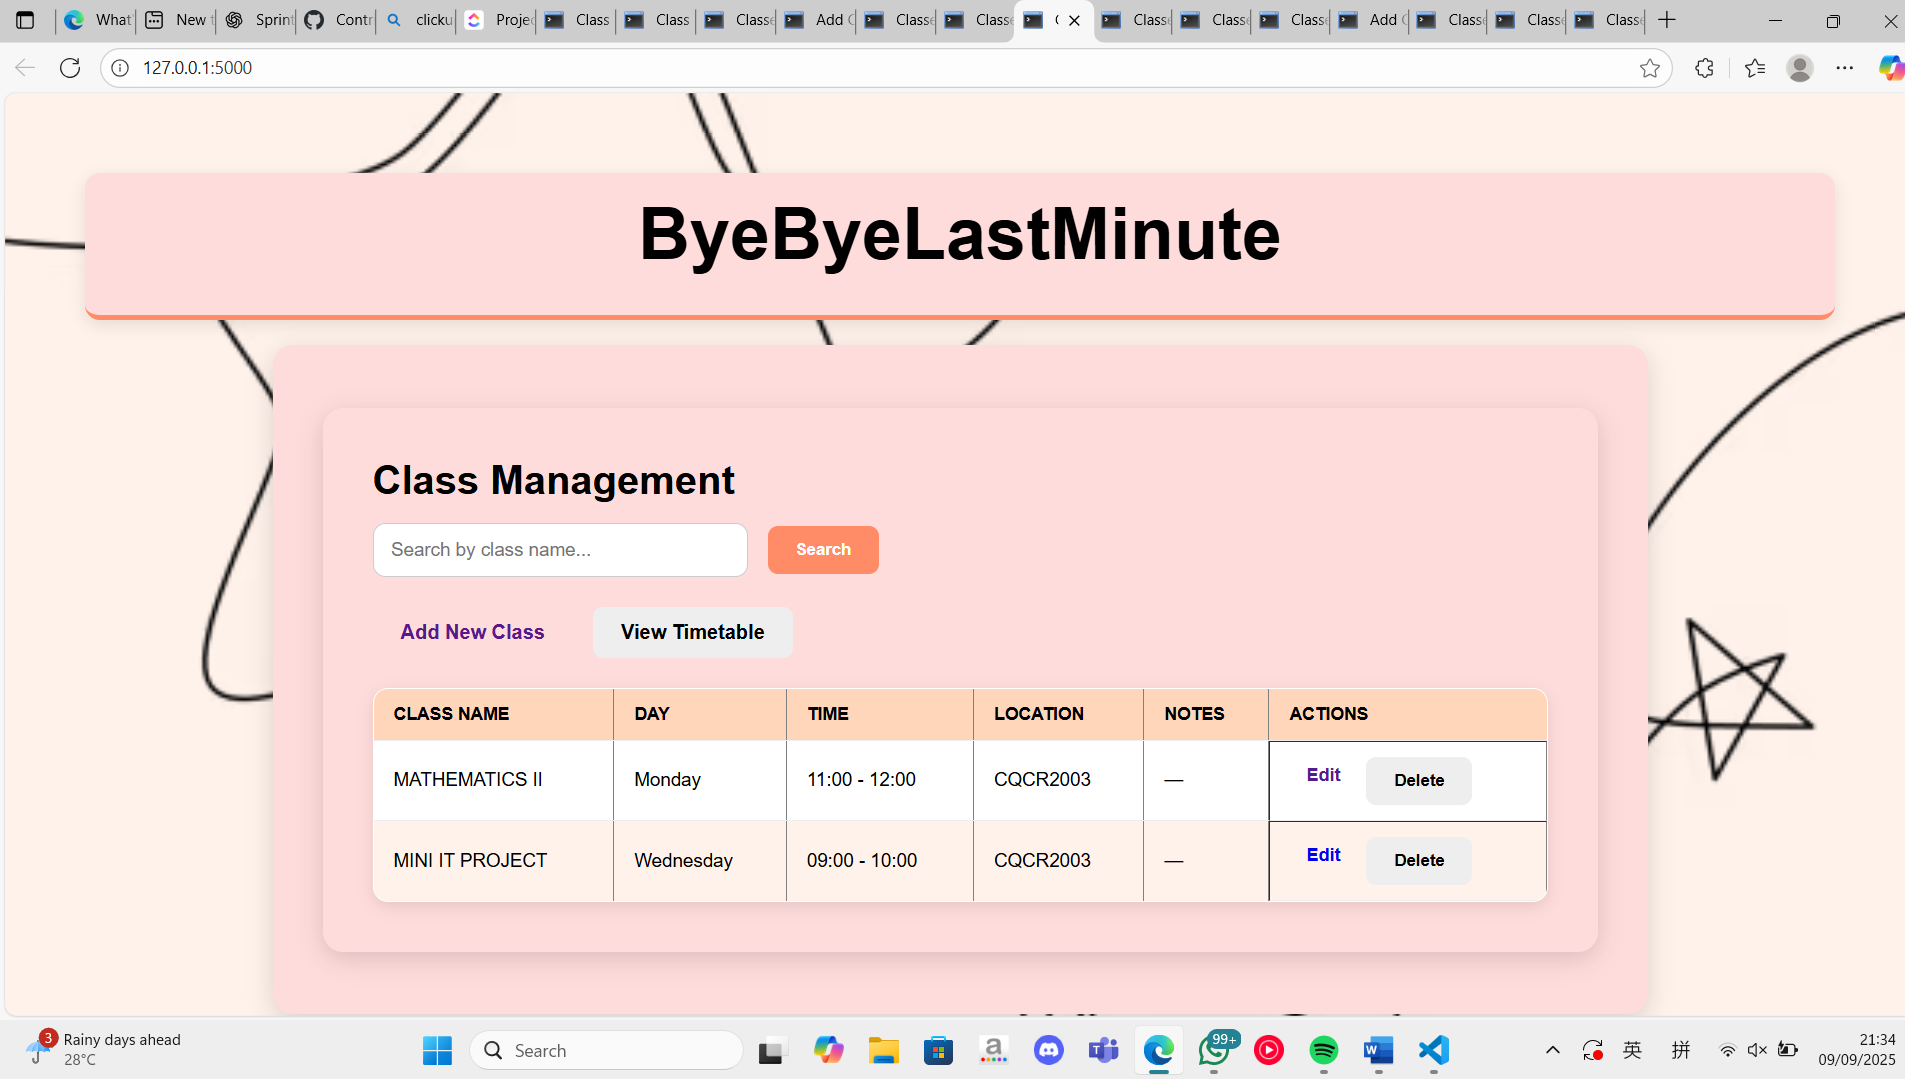 What
New t
Sprint
Contr
clicku
Projec
Class
Class
Classe
Add C
Classe
Classe
Classe
Classe
Classe
Add C
Classe
Classe
Classe
127.0.0.1:5000
ByeByeLastMinute
Class Management
Search by class name... Search
Add New Class View Timetable
CLASS NAME DAY TIME LOCATION NOTES ACTIONS
MATHEMATICS II Monday 11:00 - 12:00 CQCR2003 — Edit Delete
MINI IT PROJECT Wednesday 09:00 - 10:00 CQCR2003 — Edit Delete
3 Rainy days ahead
28°C
Search
99+
英 拼
21:34
09/09/2025